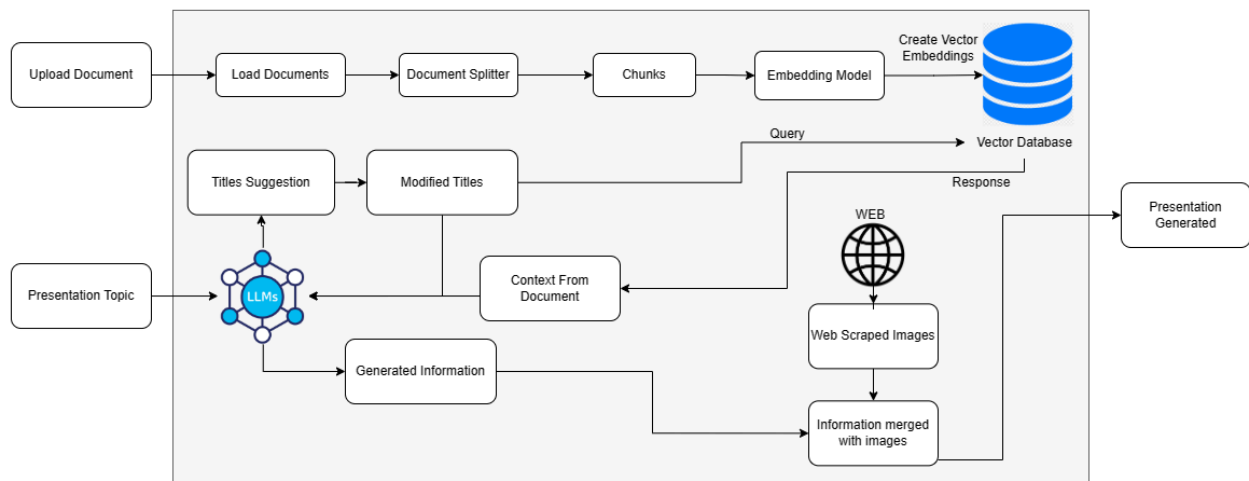 Upload Document
Load Documents
Document Splitter
Chunks
Embedding Model
Create Vector
Embeddings
Vector Database
Query
Response
Titles Suggestion
Modified Titles
Presentation
Generated
WEB
Presentation Topic
LLMs
Context From
Document
Web Scraped Images
Generated Information
Information merged
with images